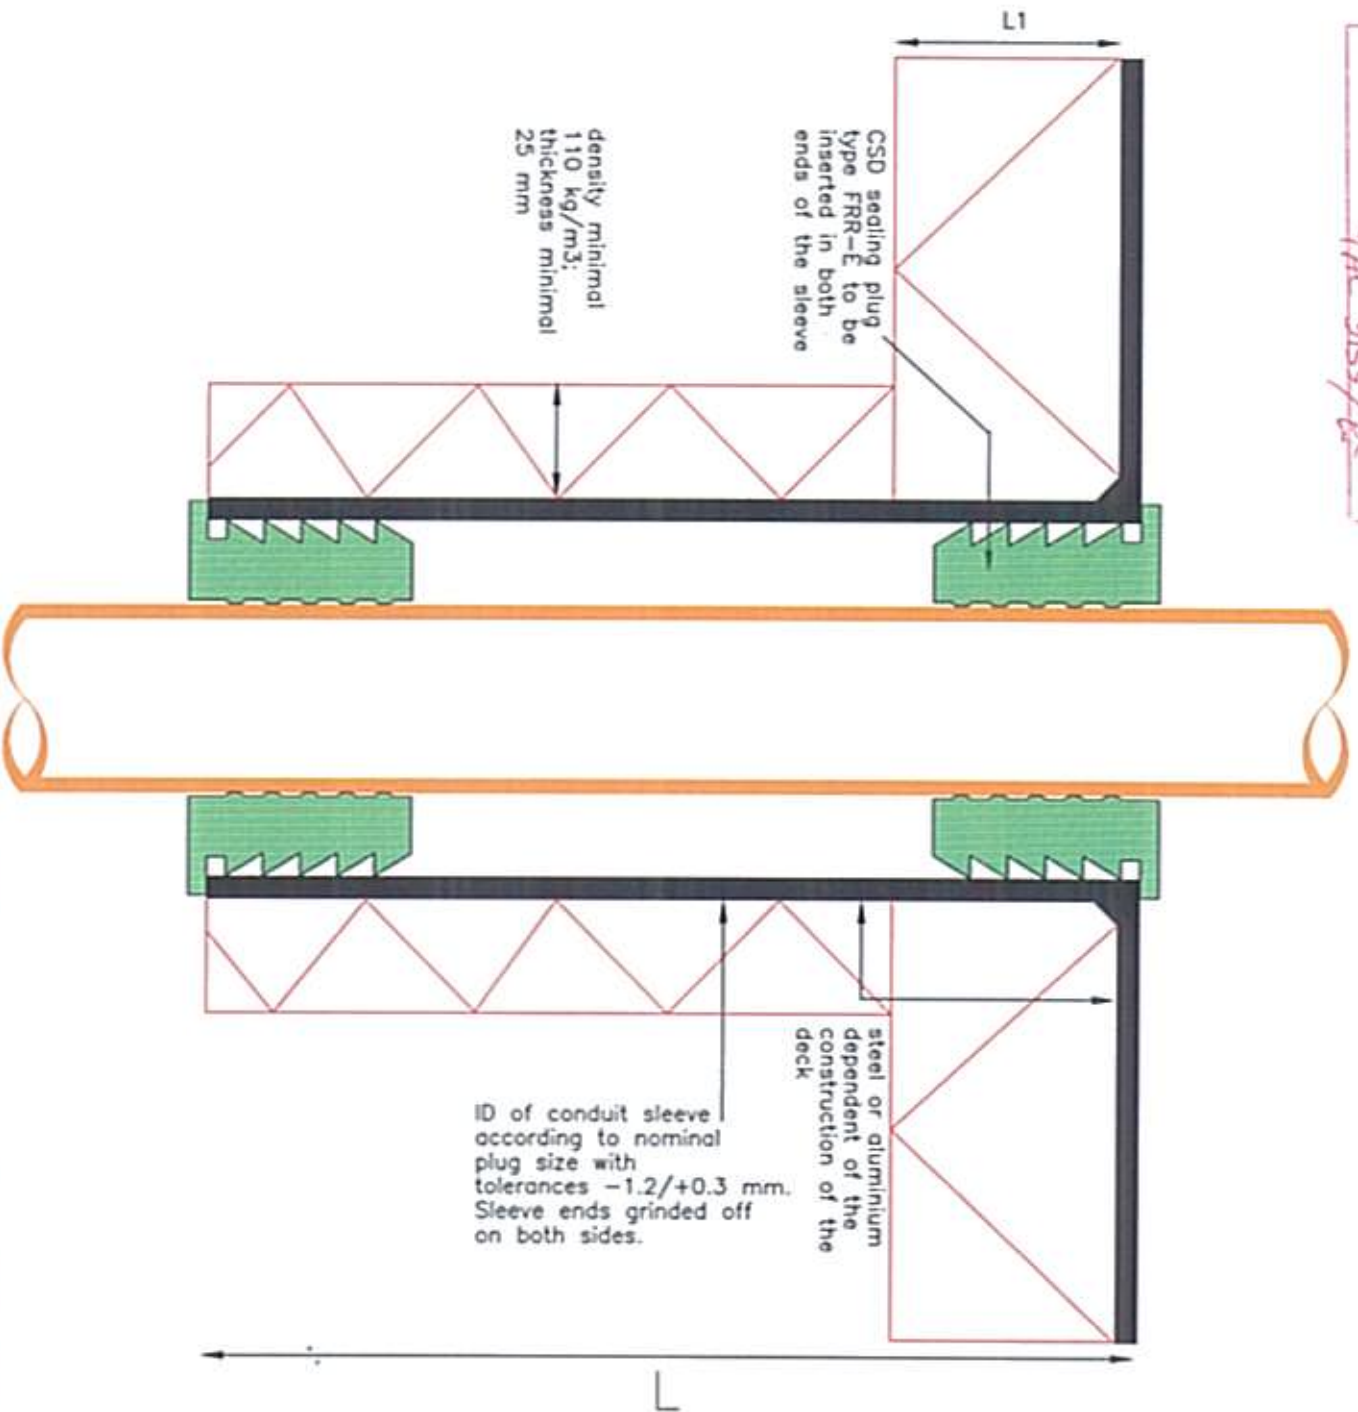 L1
CSD sealing plug
type FRR-E to be
inserted in both
ends of the sleeve
density minimal
110 kg/m3;
thickness minimal
25 mm
steel or aluminium
dependent of the
construction of the
deck
ID of conduit sleeve
according to nominal
plug size with
tolerances -1.2/+0.3 mm.
Sleeve ends grinded off
on both sides.
L